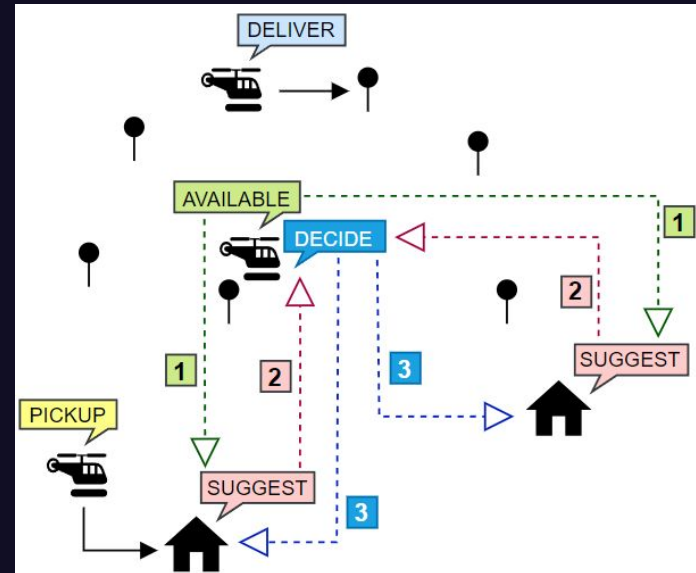 DELIVER
AVAILABLE
1
DECIDE
2
SUGGEST
1
2
3
PICKUP
SUGGEST
3